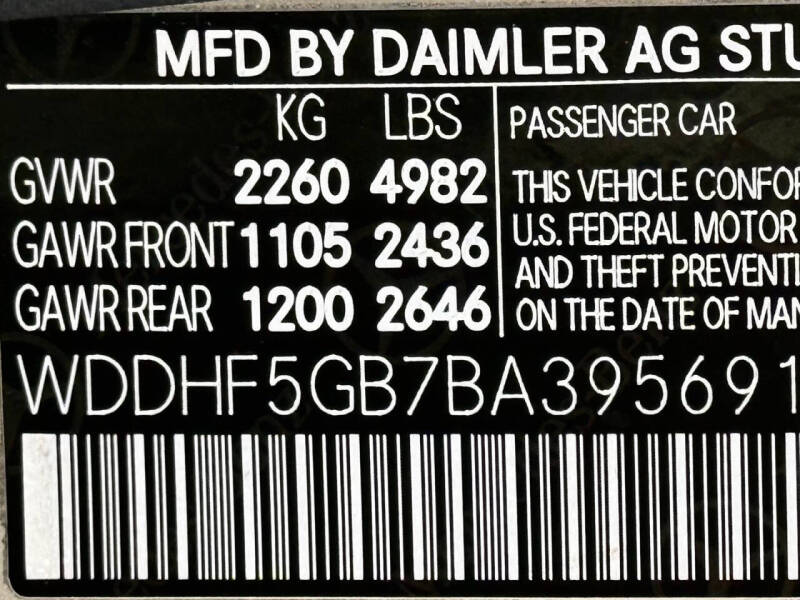 MFD BY DAIMLER AG STU
KG LBS
GVWR 2260 4982
GAWR FRONT 1105 2436
GAWR REAR 1200 2646
PASSENGER CAR
THIS VEHICLE CONFOR
U.S. FEDERAL MOTOR
AND THEFT PREVENTI
ON THE DATE OF MAN
WDDHF5GB7BA395691